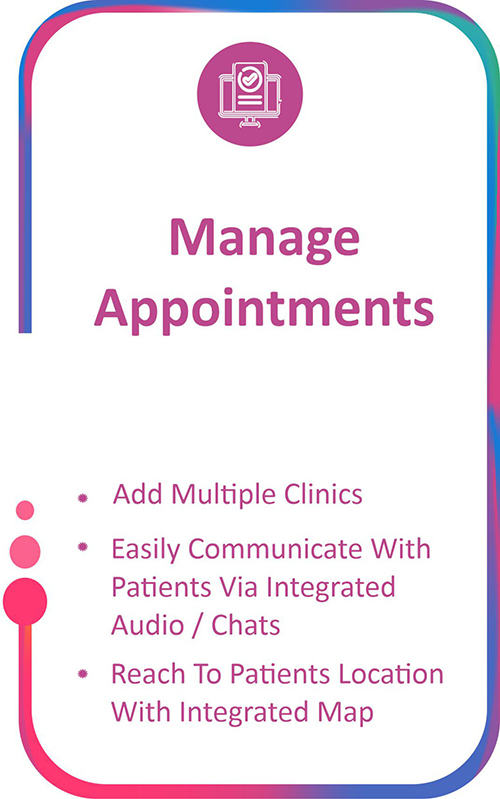 Manage
Appointments
Add Multiple Clinics
Easily Communicate With
Patients Via Integrated
Audio / Chats
Reach To Patients Location
With Integrated Map